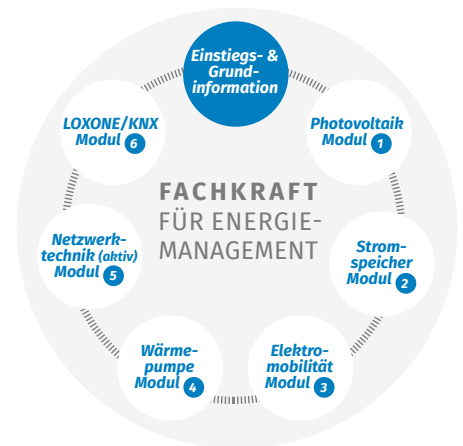 Einstiegs- &
Grund-
information
Photovoltaik
Modul 1
Strom-
speicher
Modul 2
Elektro-
mobilität
Modul 3
Wärme-
pumpe
Modul 4
Netzwerk-
technik (aktiv)
Modul 5
LOXONE/KNX
Modul 6
FACHKRAFT
FÜR ENERGIE-
MANAGEMENT